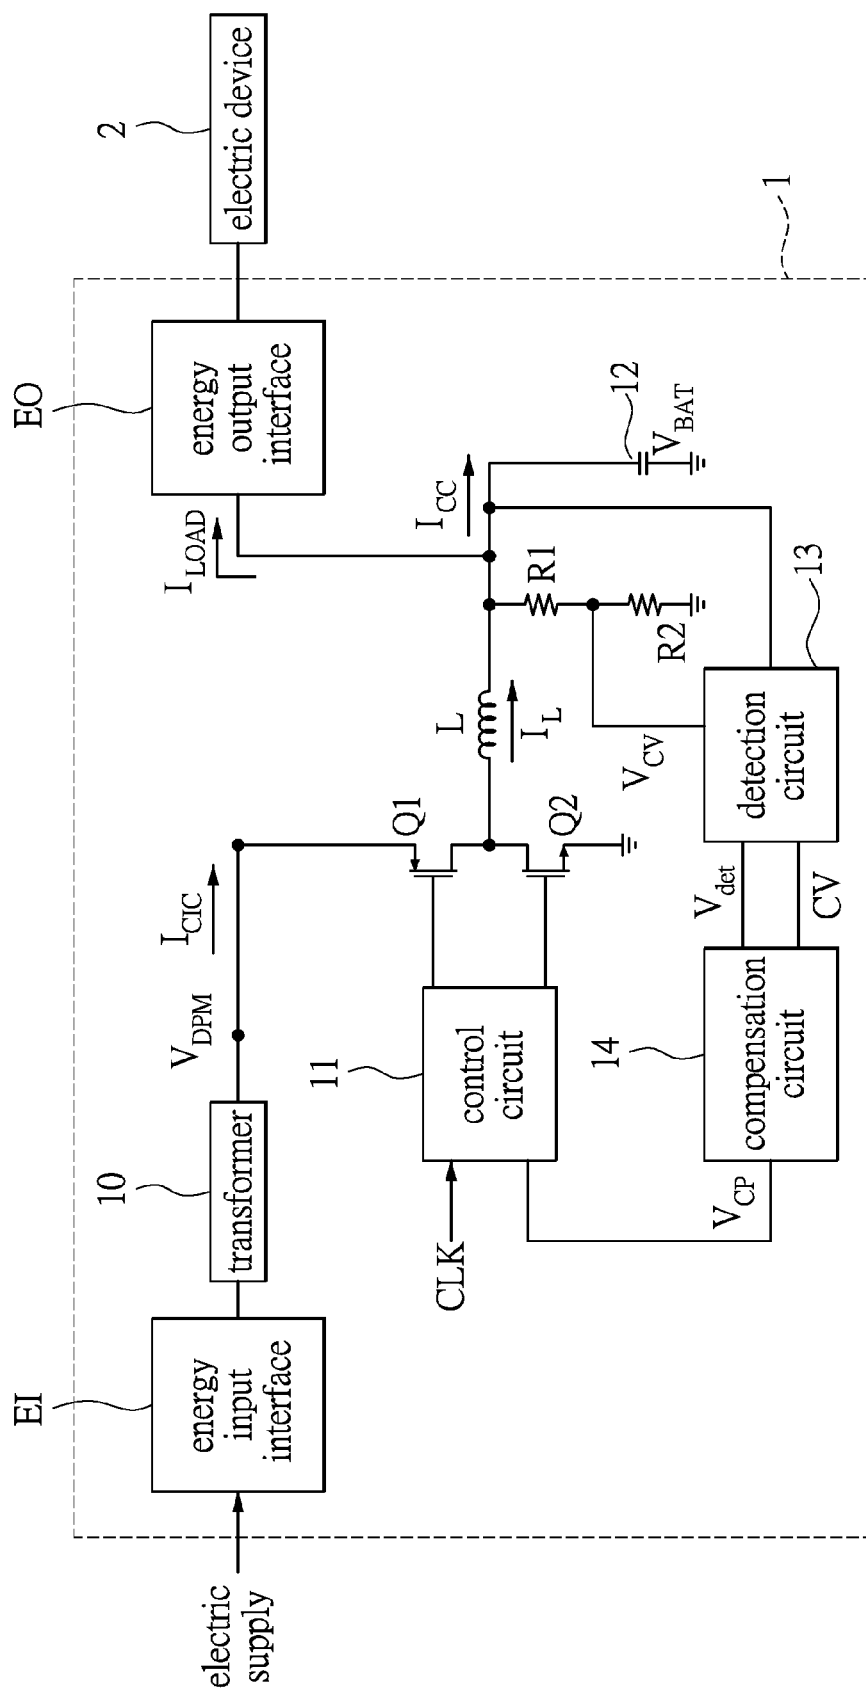 electric
supply
EI
energy
input
interface
10
transformer
V_DPM
I_CIC
I_LOAD
EO
energy
output
interface
2
electric device
1
CLK
11
control
circuit
Q1
Q2
L
I_L
R1
R2
I_CC
12
V_BAT
V_CP
14
compensation
circuit
V_det
CV
V_CV
13
detection
circuit